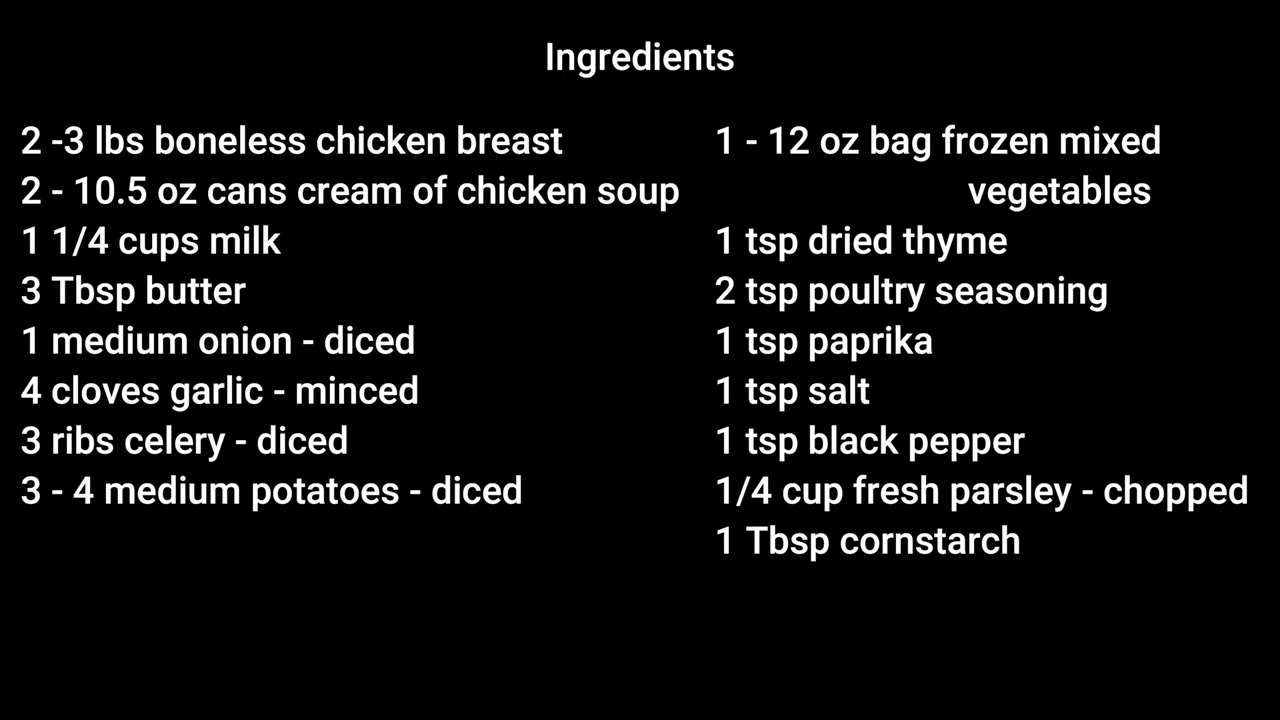 Ingredients
2 -3 lbs boneless chicken breast
2 - 10.5 oz cans cream of chicken soup
1 1/4 cups milk
3 Tbsp butter
1 medium onion - diced
4 cloves garlic - minced
3 ribs celery - diced
3 - 4 medium potatoes - diced
1 - 12 oz bag frozen mixed
vegetables
1 tsp dried thyme
2 tsp poultry seasoning
1 tsp paprika
1 tsp salt
1 tsp black pepper
1/4 cup fresh parsley - chopped
1 Tbsp cornstarch